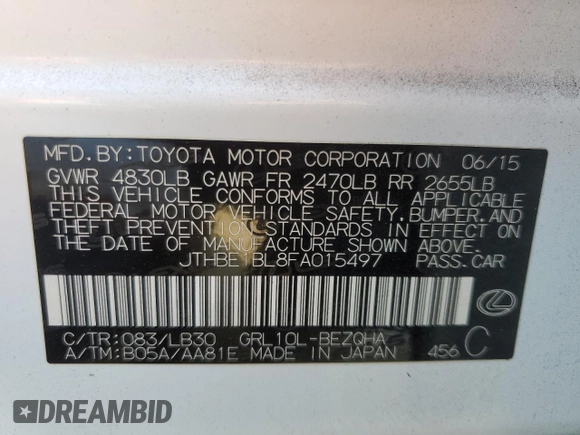 MFD.BY:TOYOTA MOTOR CORPORATION 06/15
GVWR 4830LB GAWR FR 2470LB RR 2655LB
THIS VEHICLE CONFORMS TO ALL APPLICABLE
FEDERAL MOTOR VEHICLE SAFETY.BUMPER.AND
THEFT PREVENTION STANDARDS IN EFFECT ON
THE DATE OF MANUFACTURE SHOWN ABOVE.
JTHBE1BL8FA015497 PASS.CAR
C/TR:083/LB30 GRL10L-BEZQHA
A/TM:B05A/AA81E MADE IN JAPAN 456 C
DREAMBID
DREAMBID.COM